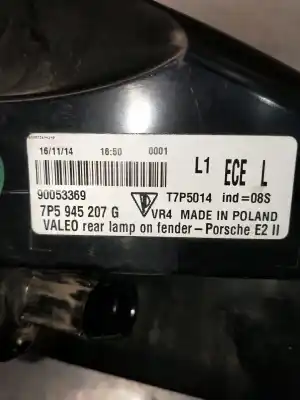 16/11/14 16:50 0001
L1 ECE L
90053369 T7P5014 ind=08S
7P5 945 207 G VR4 MADE IN POLAND
VALEO rear lamp on fender-Porsche E2 II